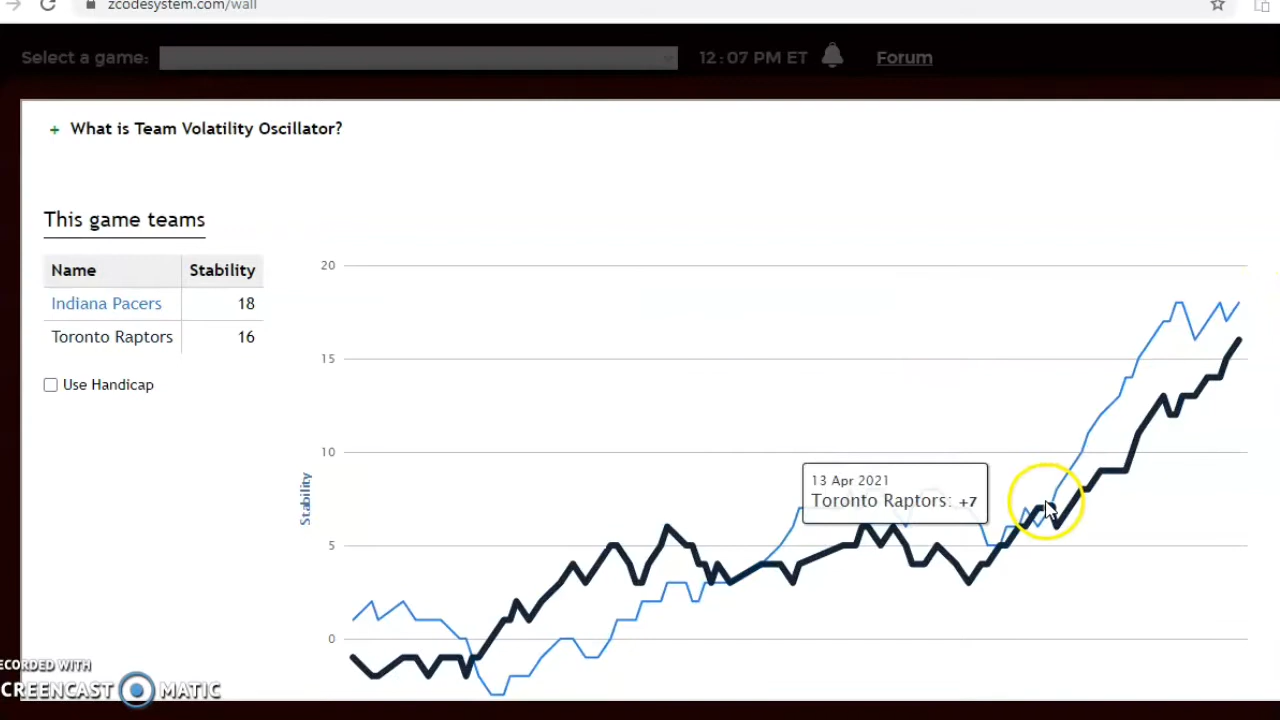 zcodesystem.com/wall
Select a game:
12:07 PM ET
Forum
+ What is Team Volatility Oscillator?
This game teams
Name Stability
Indiana Pacers 18
Toronto Raptors 16
Use Handicap
20
15
10
5
0
Stability
13 Apr 2021
Toronto Raptors: +7
ECORDED WITH
CREENCAST MATIC